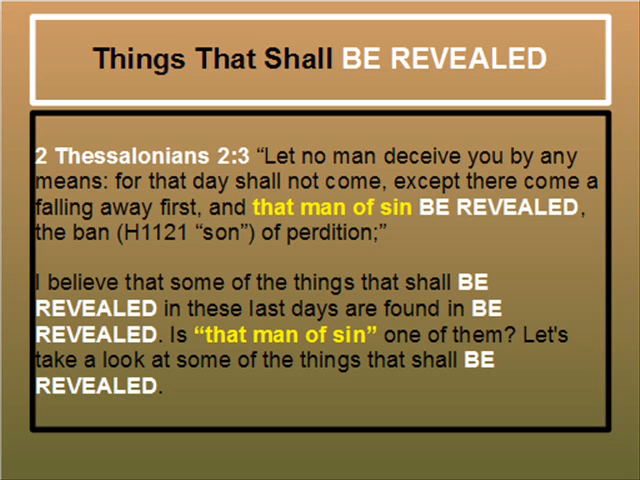 Things That Shall BE REVEALED
2 Thessalonians 2:3 “Let no man deceive you by any
means: for that day shall not come, except there come a
falling away first, and that man of sin BE REVEALED,
the ban (H1121 “son”) of perdition;”
I believe that some of the things that shall BE
REVEALED in these last days are found in BE
REVEALED. Is “that man of sin” one of them? Let's
take a look at some of the things that shall BE
REVEALED.